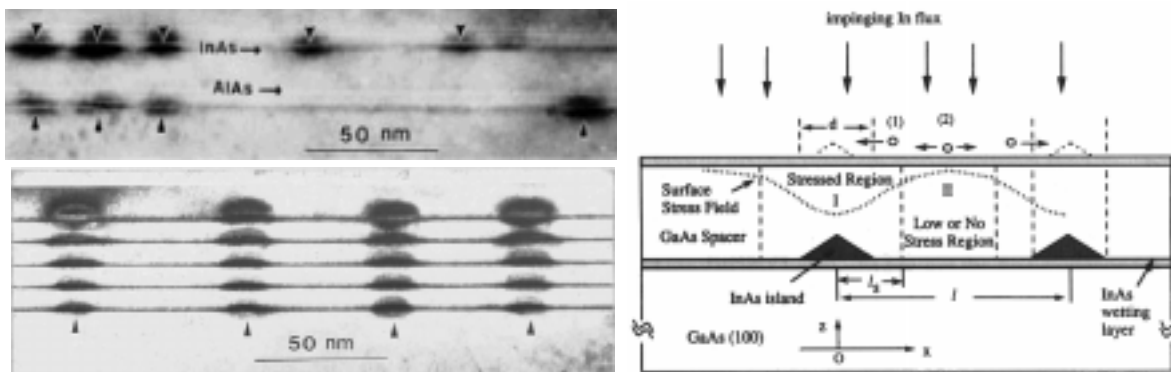 InAs
AlAs
50 nm
50 nm
impinging In flux
d
(1)
(2)
Surface
Stress Field
Stressed Region
I
II
GaAs Spacer
Low or No
Stress Region
InAs island
l_s
l
InAs
wetting
layer
GaAs (100)
z
x
O